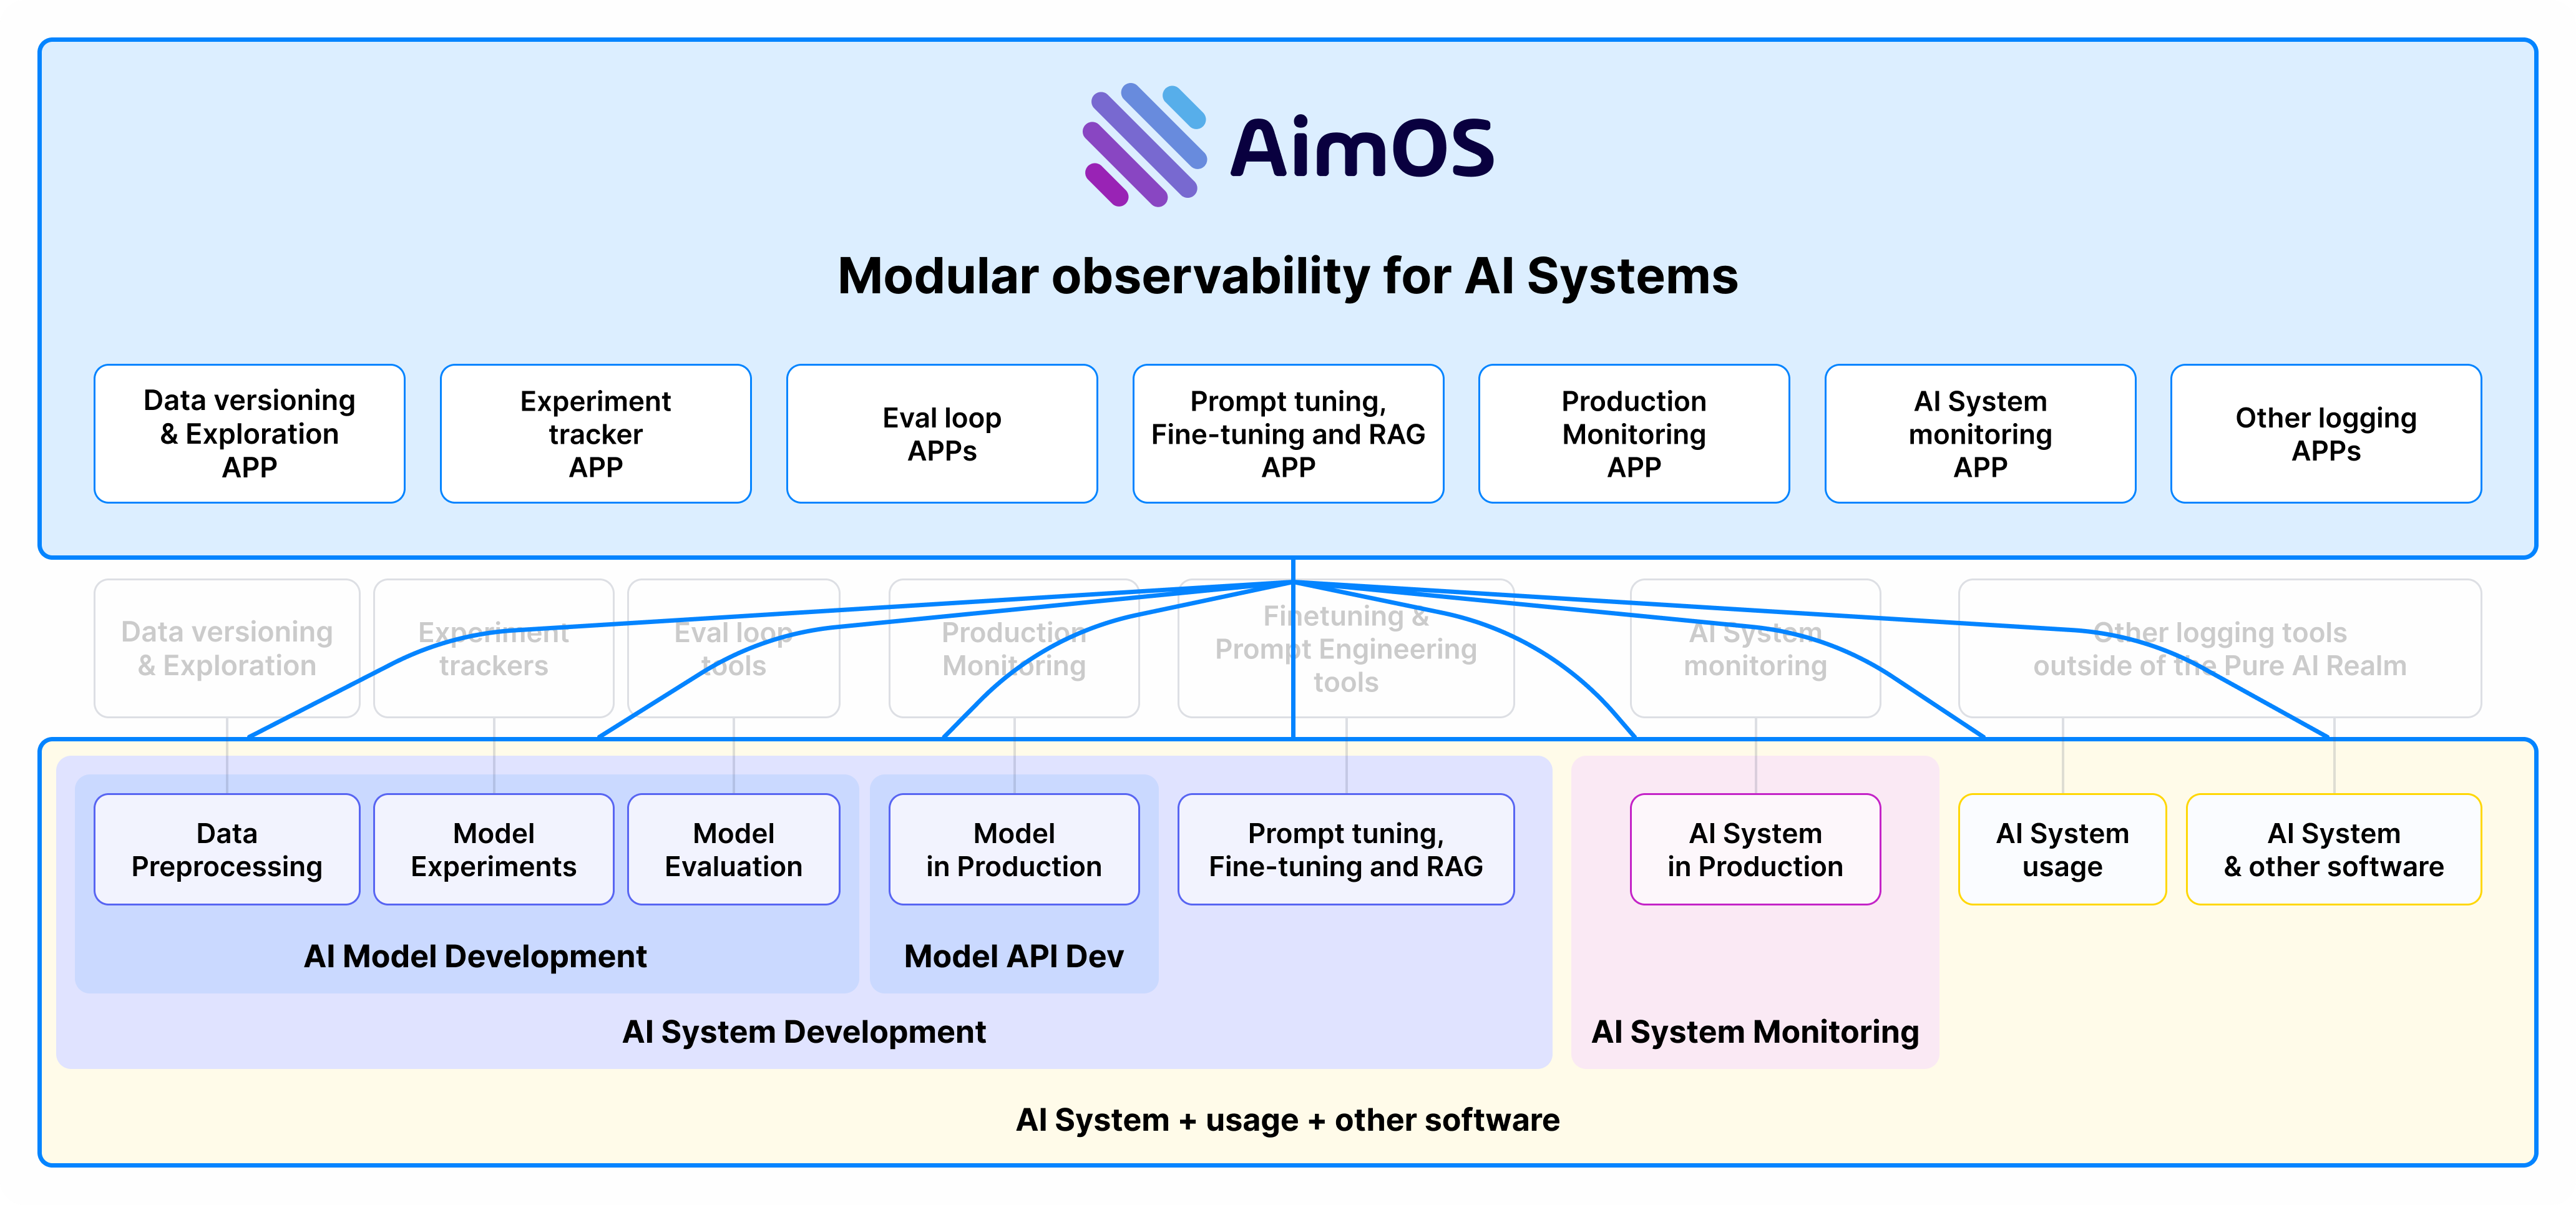 AimOS
Modular observability for AI Systems
Data versioning
& Exploration
APP
Experiment
tracker
APP
Eval loop
APPs
Prompt tuning,
Fine-tuning and RAG
APP
Production
Monitoring
APP
AI System
monitoring
APP
Other logging
APPs
Data versioning
& Exploration
Experiment
trackers
Eval loop
tools
Production
Monitoring
Finetuning &
Prompt Engineering
tools
AI System
monitoring
Other logging tools
outside of the Pure AI Realm
Data
Preprocessing
Model
Experiments
Model
Evaluation
Model
in Production
Prompt tuning,
Fine-tuning and RAG
AI System
in Production
AI System
usage
AI System
& other software
AI Model Development
Model API Dev
AI System Development
AI System Monitoring
AI System + usage + other software